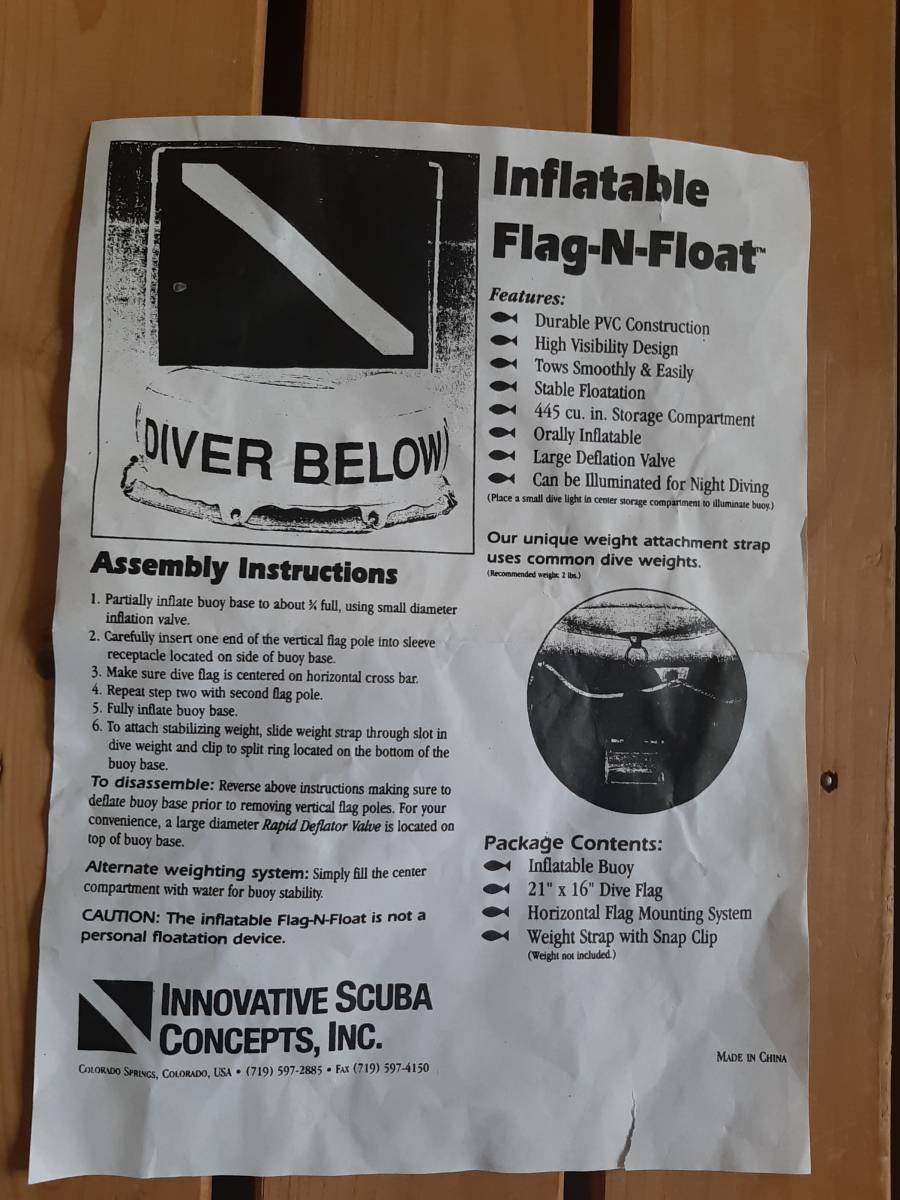 Inflatable
Flag-N-Float™
Features:
Durable PVC Construction
High Visibility Design
Tows Smoothly & Easily
Stable Floatation
445 cu. in. Storage Compartment
Orally Inflatable
Large Deflation Valve
Can be Illuminated for Night Diving
(Place a small dive light in center storage compartment to illuminate buoy.)
Our unique weight attachment strap
uses common dive weights.
(Recommended weight: 2 lbs.)
DIVER BELOW
Assembly Instructions
1. Partially inflate buoy base to about ¾ full, using small diameter
inflation valve.
2. Carefully insert one end of the vertical flag pole into sleeve
receptacle located on side of buoy base.
3. Make sure dive flag is centered on horizontal cross bar.
4. Repeat step two with second flag pole.
5. Fully inflate buoy base.
6. To attach stabilizing weight, slide weight strap through slot in
dive weight and clip to split ring located on the bottom of the
buoy base.
To disassemble: Reverse above instructions making sure to
deflate buoy base prior to removing vertical flag poles. For your
convenience, a large diameter Rapid Deflator Valve is located on
top of buoy base.
Alternate weighting system: Simply fill the center
compartment with water for buoy stability.
CAUTION: The inflatable Flag-N-Float is not a
personal floatation device.
Package Contents:
Inflatable Buoy
21" x 16" Dive Flag
Horizontal Flag Mounting System
Weight Strap with Snap Clip
(Weight not included.)
INNOVATIVE SCUBA
CONCEPTS, INC.
COLORADO SPRINGS, COLORADO, USA • (719) 597-2885 • FAX (719) 597-4150
MADE IN CHINA